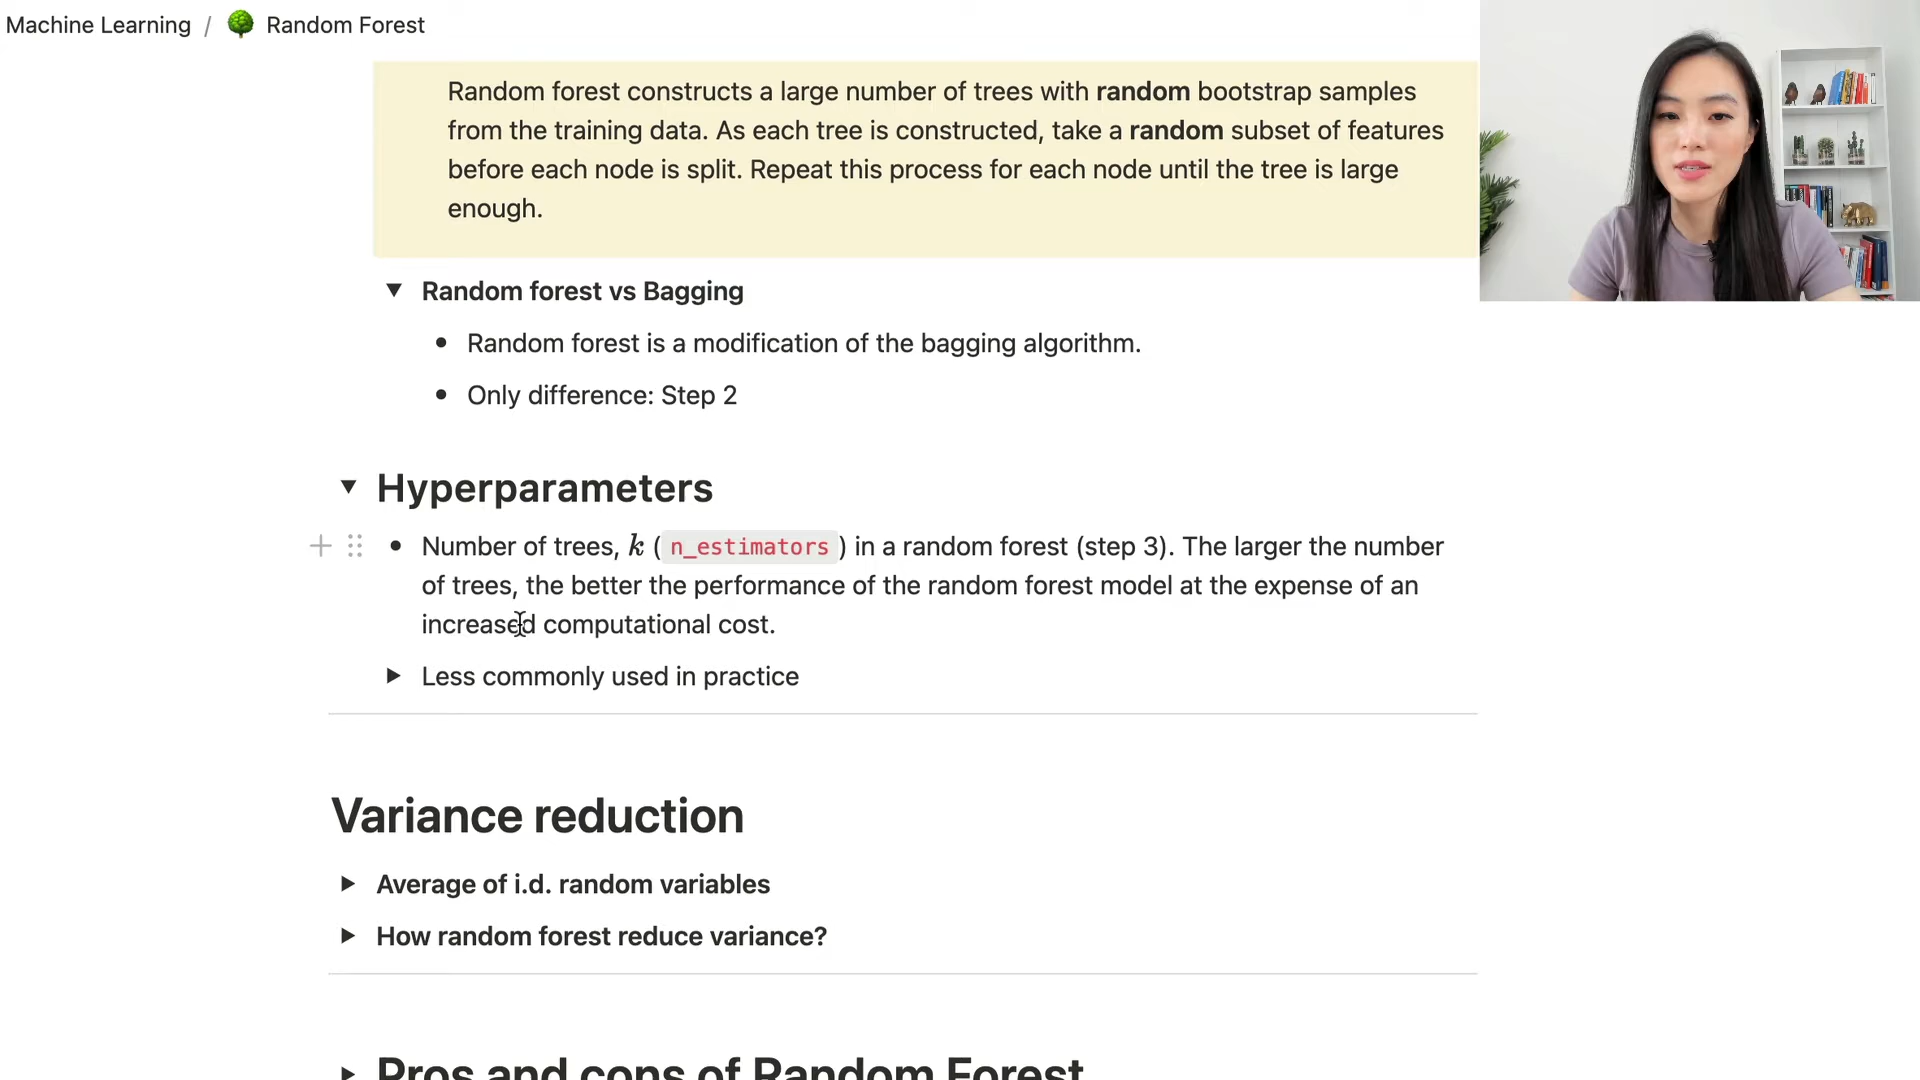 Machine Learning / Random Forest
Random forest constructs a large number of trees with random bootstrap samples
from the training data. As each tree is constructed, take a random subset of features
before each node is split. Repeat this process for each node until the tree is large
enough.
Random forest vs Bagging
Random forest is a modification of the bagging algorithm.
Only difference: Step 2
Hyperparameters
Number of trees, k ( n_estimators ) in a random forest (step 3). The larger the number
of trees, the better the performance of the random forest model at the expense of an
increased computational cost.
Less commonly used in practice
Variance reduction
Average of i.d. random variables
How random forest reduce variance?
Pros and cons of Random Forest